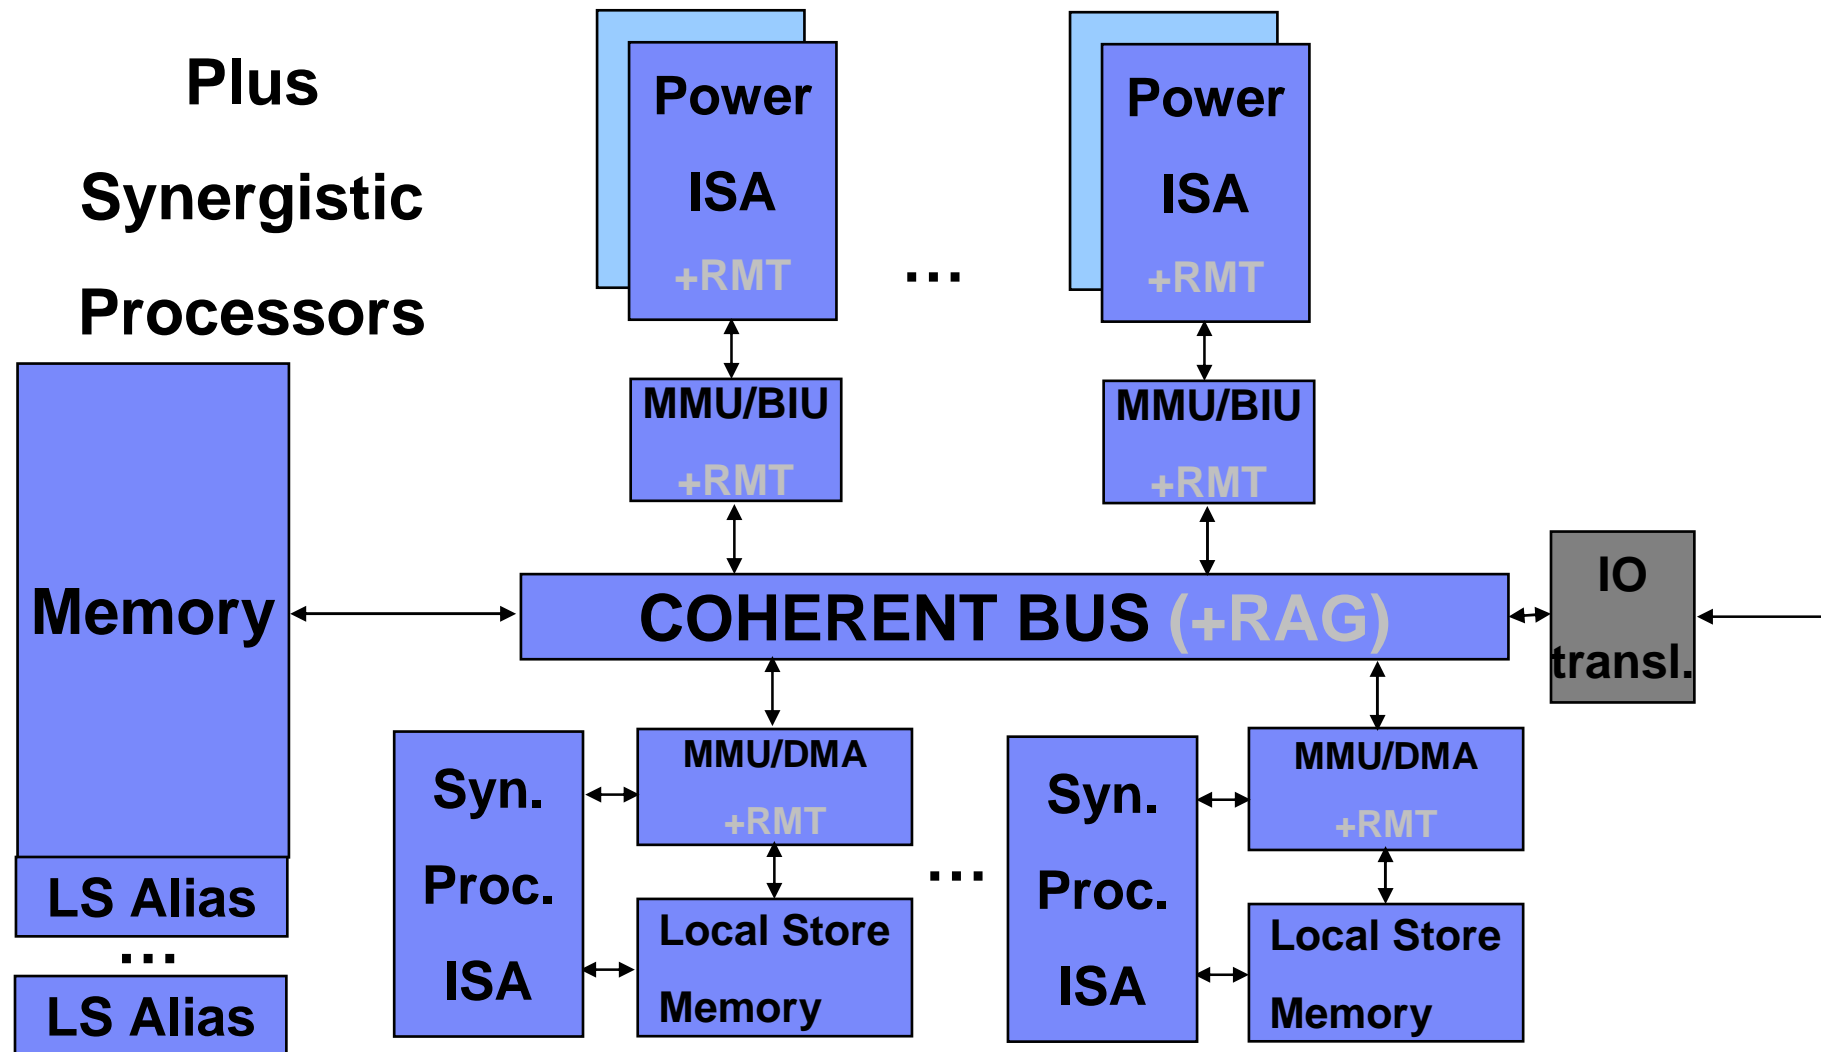 Plus
Synergistic
Processors
Power
ISA
+RMT
...
Power
ISA
+RMT
MMU/BIU
+RMT
MMU/BIU
+RMT
Memory
COHERENT BUS (+RAG)
IO
transl.
LS Alias
...
LS Alias
Syn.
Proc.
ISA
MMU/DMA
+RMT
Local Store
Memory
...
Syn.
Proc.
ISA
MMU/DMA
+RMT
Local Store
Memory